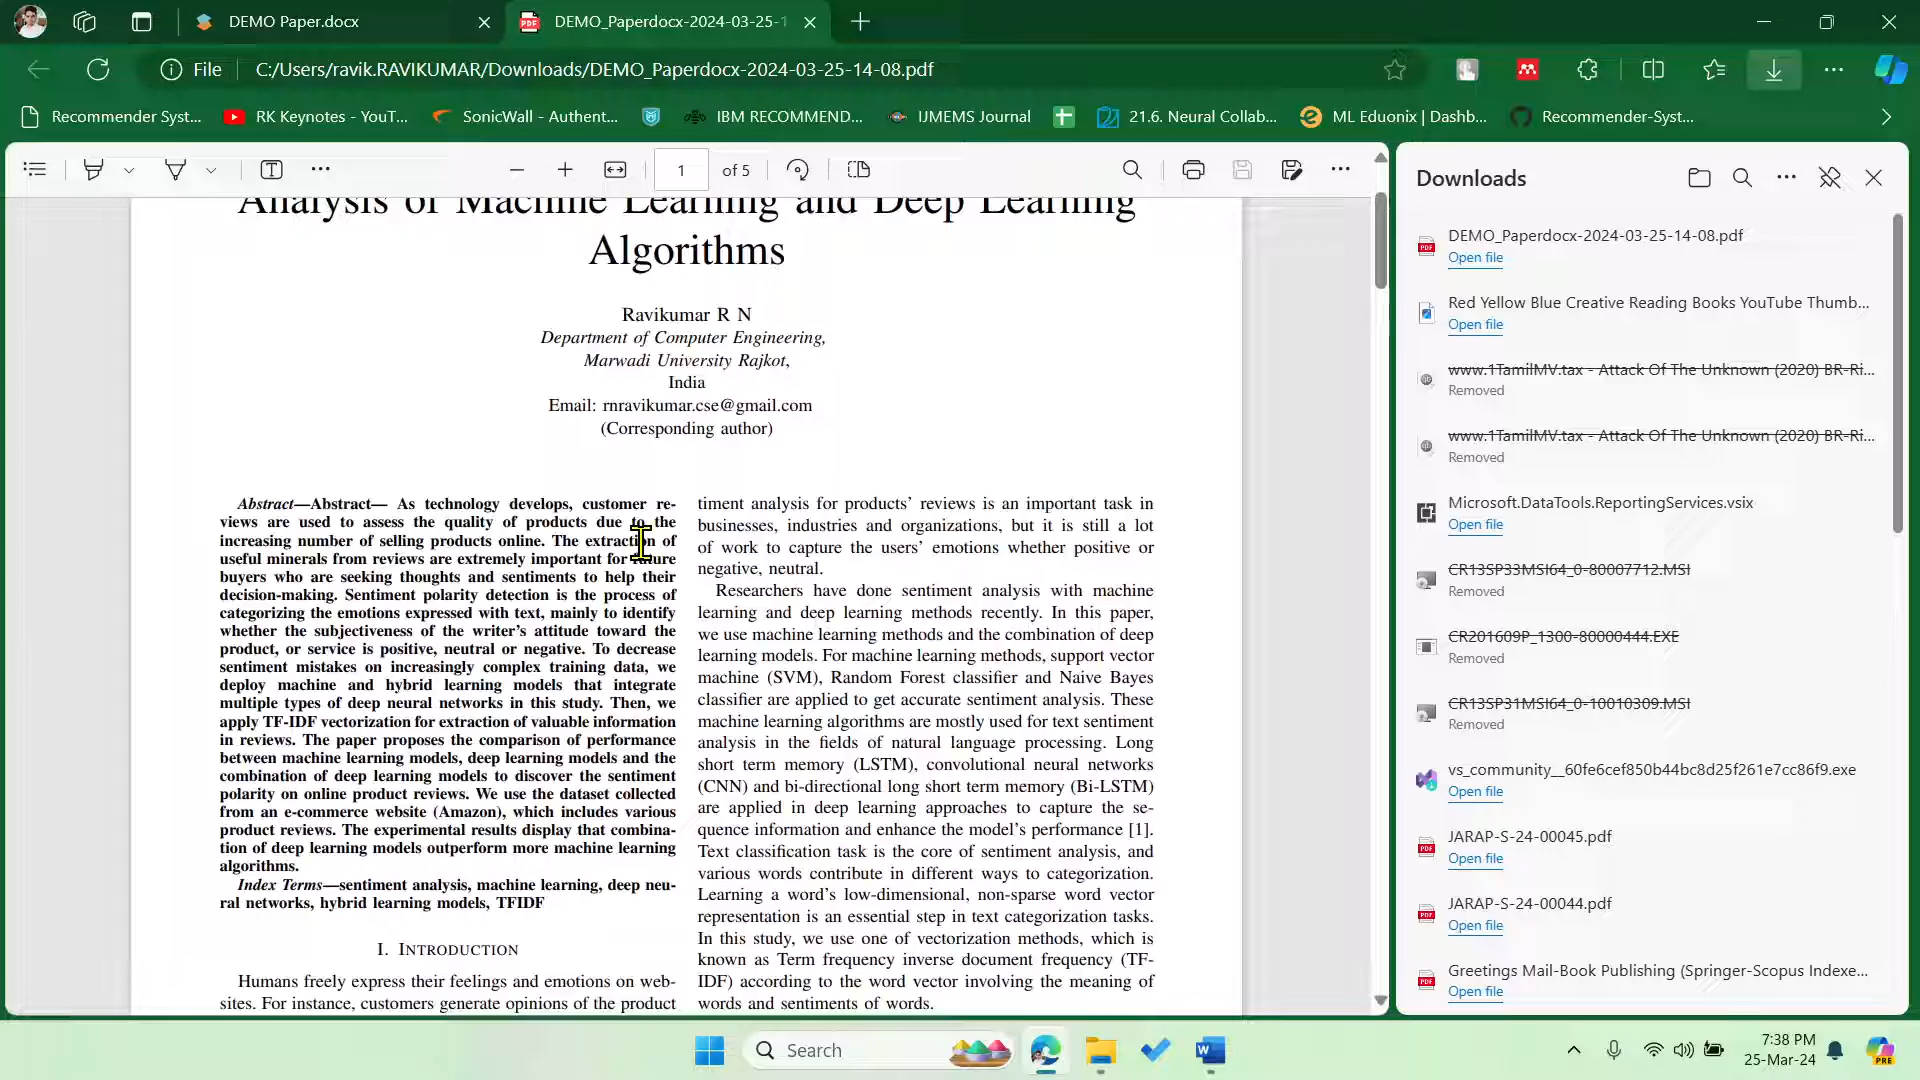 DEMO Paper.docx
DEMO_Paperdocx-2024-03-25-1
File
C:/Users/ravik.RAVIKUMAR/Downloads/DEMO_Paperdocx-2024-03-25-14-08.pdf
Recommender Syst...
RK Keynotes - YouT...
SonicWall - Authent...
IBM RECOMMEND...
IJMEMS Journal
21.6. Neural Collab...
ML Eduonix | Dashb...
Recommender-Syst...
1 of 5
Analysis of Machine Learning and Deep Learning
Algorithms
Ravikumar R N
Department of Computer Engineering,
Marwadi University Rajkot,
India
Email: rnravikumar.cse@gmail.com
(Corresponding author)
Abstract—Abstract— As technology develops, customer re-
views are used to assess the quality of products due to the
increasing number of selling products online. The extraction of
useful minerals from reviews are extremely important for
buyers who are seeking thoughts and sentiments to help their
decision-making. Sentiment polarity detection is the process of
categorizing the emotions expressed with text, mainly to identify
whether the subjectiveness of the writer's attitude toward the
product, or service is positive, neutral or negative. To decrease
sentiment mistakes on increasingly complex training data, we
deploy machine and hybrid learning models that integrate
multiple types of deep neural networks in this study. Then, we
apply TF-IDF vectorization for extraction of valuable information
in reviews. The paper proposes the comparison of performance
between machine learning models, deep learning models and the
combination of deep learning models to discover the sentiment
polarity on online product reviews. We use the dataset collected
from an e-commerce website (Amazon), which includes various
product reviews. The experimental results display that combina-
tion of deep learning models outperform more machine learning
algorithms.
Index Terms—sentiment analysis, machine learning, deep neu-
ral networks, hybrid learning models, TFIDF
I. INTRODUCTION
Humans freely express their feelings and emotions on web-
sites. For instance, customers generate opinions of the product
timent analysis for products' reviews is an important task in
businesses, industries and organizations, but it is still a lot
of work to capture the users' emotions whether positive or
negative, neutral.
Researchers have done sentiment analysis with machine
learning and deep learning methods recently. In this paper,
we use machine learning methods and the combination of deep
learning models. For machine learning methods, support vector
machine (SVM), Random Forest classifier and Naive Bayes
classifier are applied to get accurate sentiment analysis. These
machine learning algorithms are mostly used for text sentiment
analysis in the fields of natural language processing. Long
short term memory (LSTM), convolutional neural networks
(CNN) and bi-directional long short term memory (Bi-LSTM)
are applied in deep learning approaches to capture the se-
quence information and enhance the model's performance [1].
Text classification task is the core of sentiment analysis, and
various words contribute in different ways to categorization.
Learning a word's low-dimensional, non-sparse word vector
representation is an essential step in text categorization tasks.
In this study, we use one of vectorization methods, which is
known as Term frequency inverse document frequency (TF-
IDF) according to the word vector involving the meaning of
words and sentiments of words.
Downloads
DEMO_Paperdocx-2024-03-25-14-08.pdf
Open file
Red Yellow Blue Creative Reading Books YouTube Thumb...
Open file
www.1TamilMV.tax - Attack Of The Unknown (2020) BR-Ri...
Removed
www.1TamilMV.tax - Attack Of The Unknown (2020) BR-Ri...
Removed
Microsoft.DataTools.ReportingServices.vsix
Open file
CR13SP33MSI64_0-80007712.MSI
Removed
CR201609P_1300-80000444.EXE
Removed
CR13SP31MSI64_0-10010309.MSI
Removed
vs_community__60fe6cef850b44bc8d25f261e7cc86f9.exe
Open file
JARAP-S-24-00045.pdf
Open file
JARAP-S-24-00044.pdf
Open file
Greetings Mail-Book Publishing (Springer-Scopus Indexe...
Open file
Search
7:38 PM
25-Mar-24
PRE